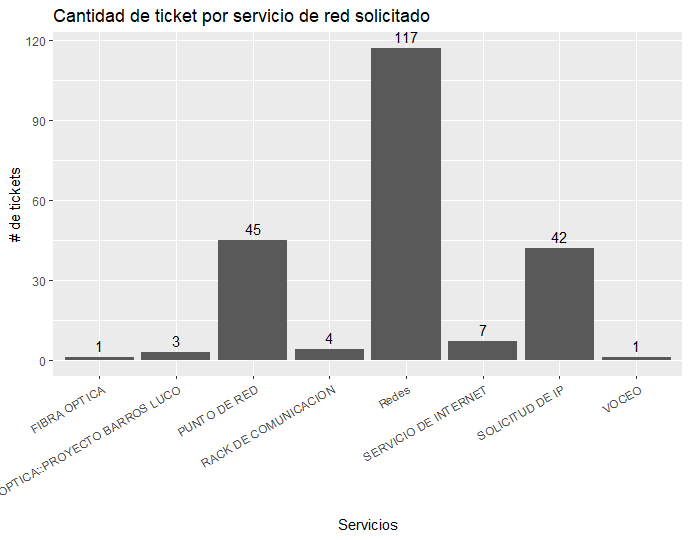 Cantidad de ticket por servicio de red solicitado
# de tickets
120
90
60
30
0
1
3
45
4
117
7
42
1
FIBRA OPTICA
OPTICA::PROYECTO BARROS LUCO
PUNTO DE RED
RACK DE COMUNICACION
Redes
SERVICIO DE INTERNET
SOLICITUD DE IP
VOCEO
Servicios